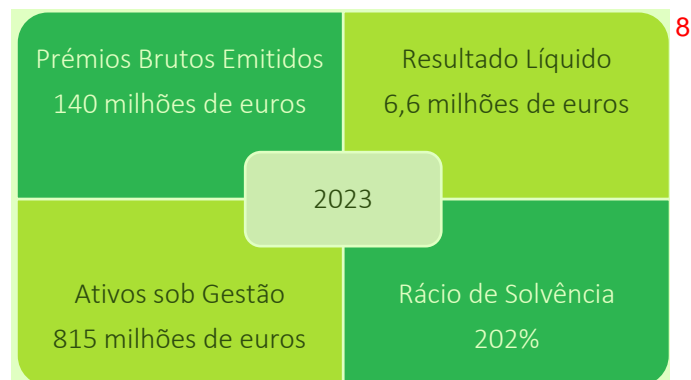 Prémios Brutos Emitidos
140 milhões de euros
Resultado Líquido
6,6 milhões de euros
8
2023
Ativos sob Gestão
815 milhões de euros
Rácio de Solvência
202%